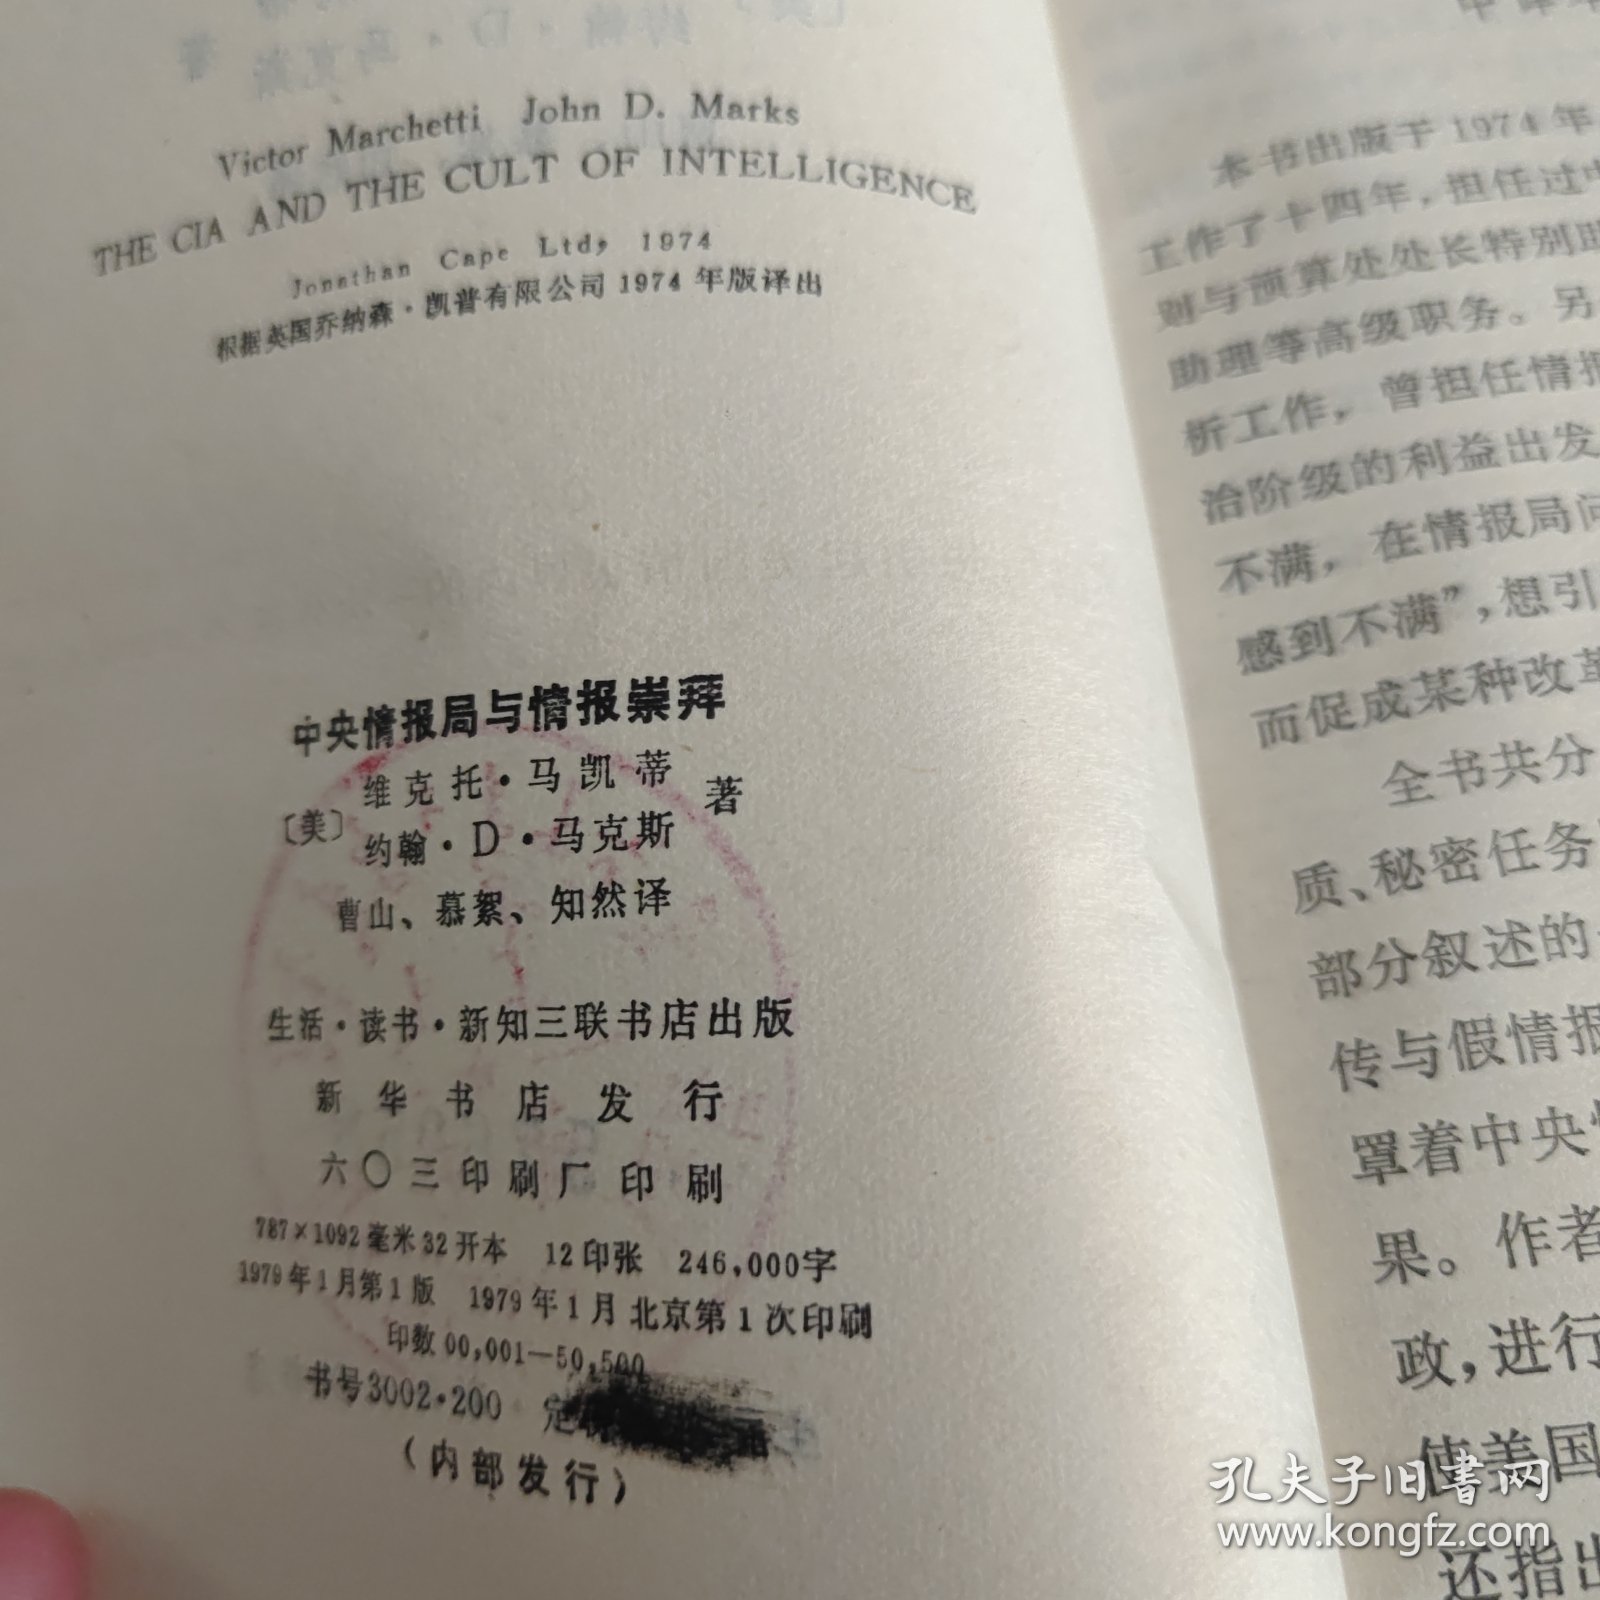 Victor Marchetti John D. Marks
THE CIA AND THE CULT OF INTELLIGENCE
Jonathan Cape Ltd, 1974
根据英国乔纳森·凯普有限公司1974年版译出
中央情报局与情报崇拜
〔美〕
维克托·马凯蒂
约翰·D·马克斯
著
曹山、慕絮、知然译
生活·读书·新知三联书店出版
新华书店发行
六〇三印刷厂印刷
787×1092毫米32开本 12印张 246,000字
1979年1月第1版 1979年1月北京第1次印刷
印数00,001—50,500
书号3002·200 定
(内部发行)
本书出版于1974年
工作了十四年，担任过中
则与预算处处长特别助
助理等高级职务。另
析工作，曾担任情报
治阶级的利益出发
不满，在情报局问
感到不满”，想引
而促成某种改革
全书共分
质、秘密任务
部分叙述的
传与假情报
罩着中央情
果。作者
政，进行
使美国
还指出
孔夫子旧书网
www.kongfz.com